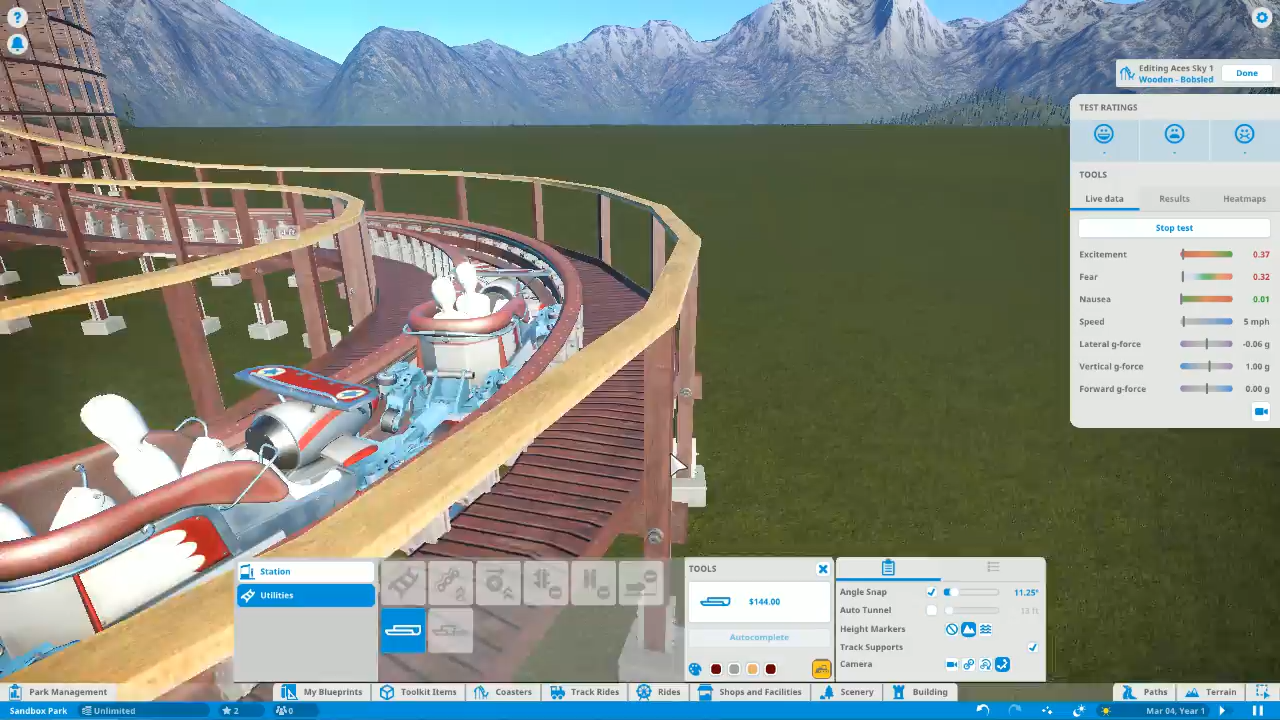 ?
Editing Aces Sky 1
Wooden - Bobsled
Done
TEST RATINGS
- - -
TOOLS
Live data Results Heatmaps
Stop test
Excitement 0.37
Fear 0.32
Nausea 0.01
Speed 5 mph
Lateral g-force -0.06 g
Vertical g-force 1.00 g
Forward g-force 0.00 g
Station
Utilities
TOOLS
$144.00
Autocomplete
Angle Snap 11.25°
Auto Tunnel 13 ft
Height Markers
Track Supports
Camera
Park Management My Blueprints Toolkit Items Coasters Track Rides Rides Shops and Facilities Scenery Building Paths Terrain
Sandbox Park Unlimited 2 0 Mar 04, Year 1